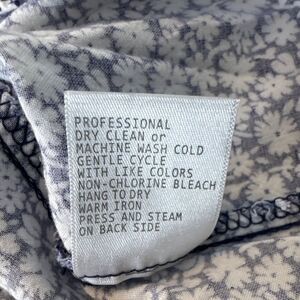 PROFESSIONAL
DRY CLEAN or
MACHINE WASH COLD
GENTLE CYCLE
WITH LIKE COLORS
NON-CHLORINE BLEACH
HANG TO DRY
WARM IRON
PRESS AND STEAM
ON BACK SIDE